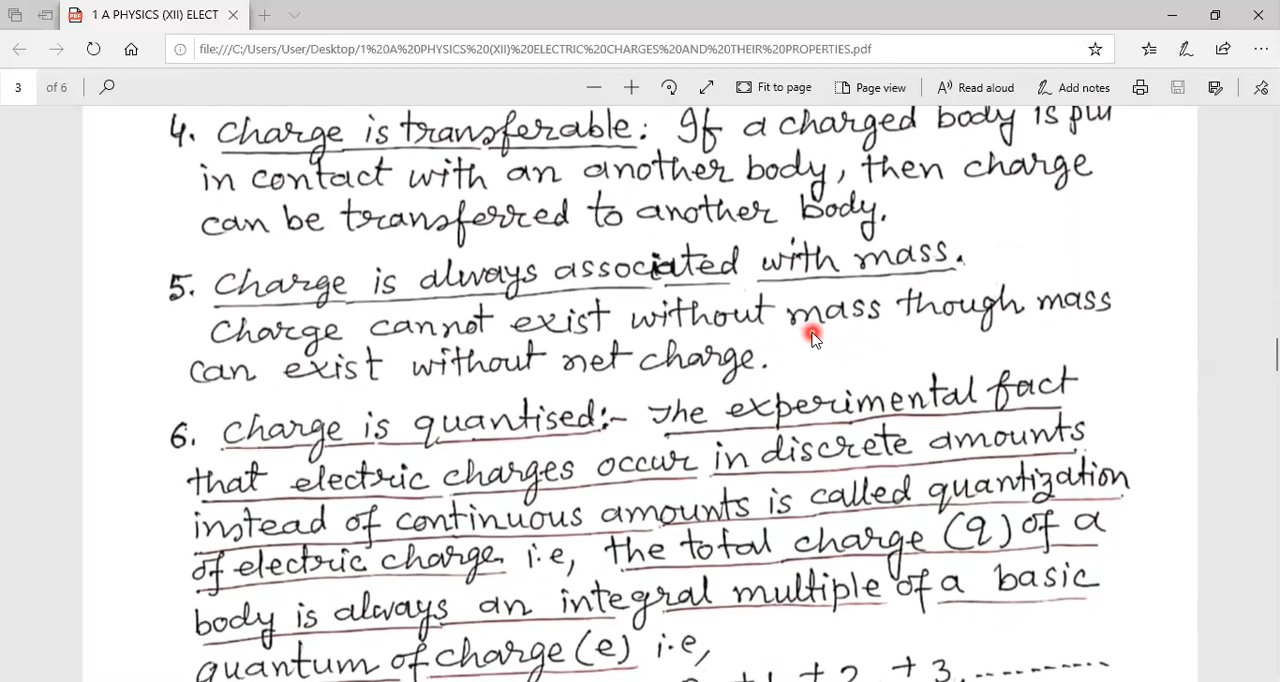 1 A PHYSICS (XII) ELECT
file:///C:/Users/User/Desktop/1%20A%20PHYSICS%20(XII)%20ELECTRIC%20CHARGES%20AND%20THEIR%20PROPERTIES.pdf
3 of 6 Fit to page Page view Read aloud Add notes
4. Charge is transferable: If a charged body is put
in contact with an another body, then charge
can be transferred to another body.
5. Charge is always associated with mass.
Charge cannot exist without mass though mass
can exist without net charge.
6. Charge is quantised:- The experimental fact
that electric charges occur in discrete amounts
instead of continuous amounts is called quantization
of electric charge. i.e, the total charge (q) of a
body is always an integral multiple of a basic
quantum of charge (e) i.e,
± 2, ± 3, ----------